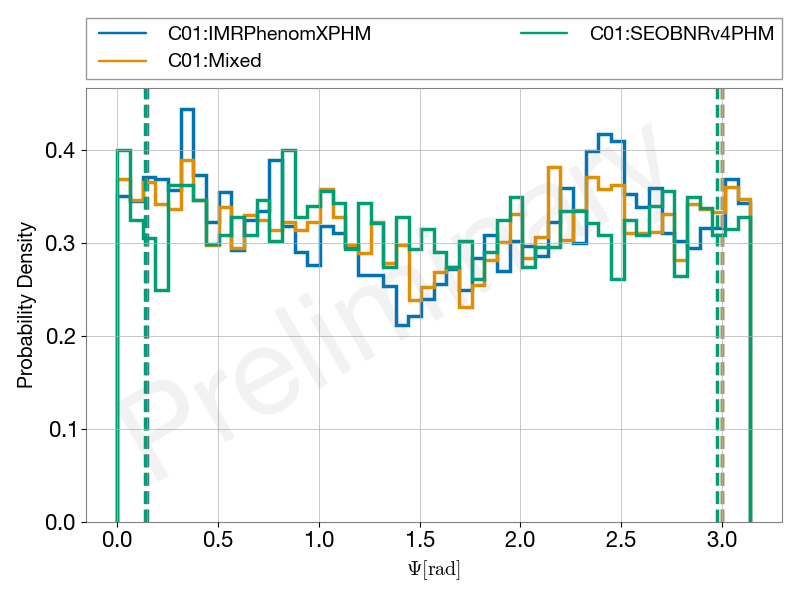 C01:IMRPhenomXPHM
C01:Mixed
C01:SEOBNRv4PHM
Preliminary
Probability Density
0.4
0.3
0.2
0.1
0.0
0.0 0.5 1.0 1.5 2.0 2.5 3.0
Ψ[rad]